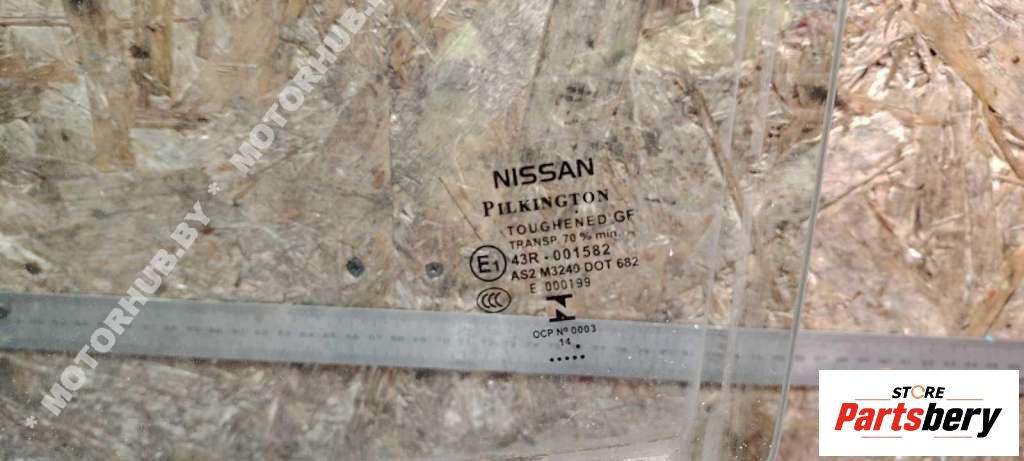 * MOTORHUB.BY * MOTORHUB.BY
NISSAN
PILKINGTON
TOUGHENED GF
TRANSP. 70 % min.
E1 43R - 001582
AS2 M3240 DOT 682
E 000199
CCC
OCP Nº 0003
14
STORE
Partsbery